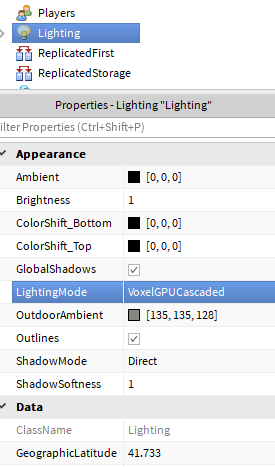 Players
Lighting
ReplicatedFirst
ReplicatedStorage
Properties - Lighting "Lighting"
ilter Properties (Ctrl+Shift+P)
Appearance
Ambient [0, 0, 0]
Brightness 1
ColorShift_Bottom [0, 0, 0]
ColorShift_Top [0, 0, 0]
GlobalShadows
LightingMode VoxelGPUCascaded
OutdoorAmbient [135, 135, 128]
Outlines
ShadowMode Direct
ShadowSoftness 1
Data
ClassName Lighting
GeographicLatitude 41.733